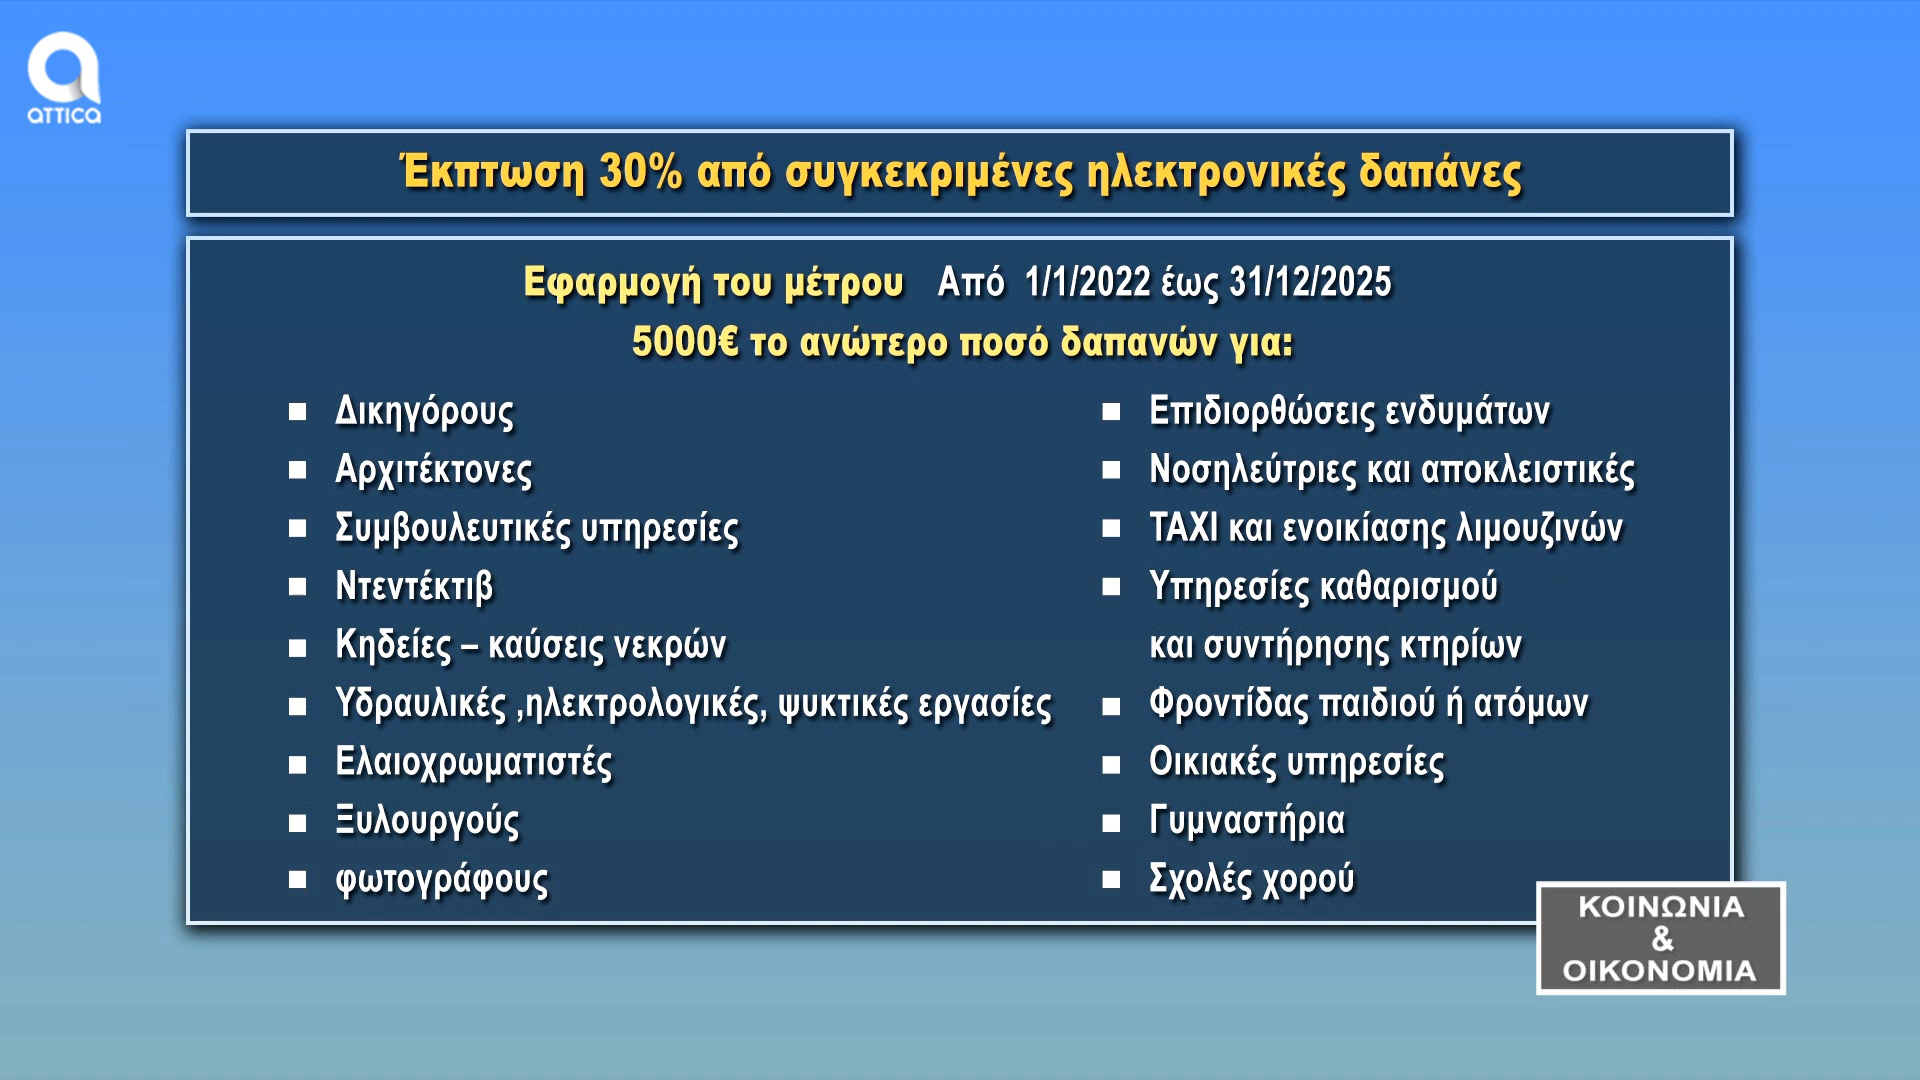 αττica
Έκπτωση 30% από συγκεκριμένες ηλεκτρονικές δαπάνες
Εφαρμογή του μέτρου Από 1/1/2022 έως 31/12/2025
5000€ το ανώτερο ποσό δαπανών για:
▪ Δικηγόρους
▪ Αρχιτέκτονες
▪ Συμβουλευτικές υπηρεσίες
▪ Ντεντέκτιβ
▪ Κηδείες – καύσεις νεκρών
▪ Υδραυλικές ,ηλεκτρολογικές, ψυκτικές εργασίες
▪ Ελαιοχρωματιστές
▪ Ξυλουργούς
▪ φωτογράφους
▪ Επιδιορθώσεις ενδυμάτων
▪ Νοσηλεύτριες και αποκλειστικές
▪ ΤΑΧΙ και ενοικίασης λιμουζινών
▪ Υπηρεσίες καθαρισμού
και συντήρησης κτηρίων
▪ Φροντίδας παιδιού ή ατόμων
▪ Οικιακές υπηρεσίες
▪ Γυμναστήρια
▪ Σχολές χορού
ΚΟΙΝΩΝΙΑ
&
ΟΙΚΟΝΟΜΙΑ